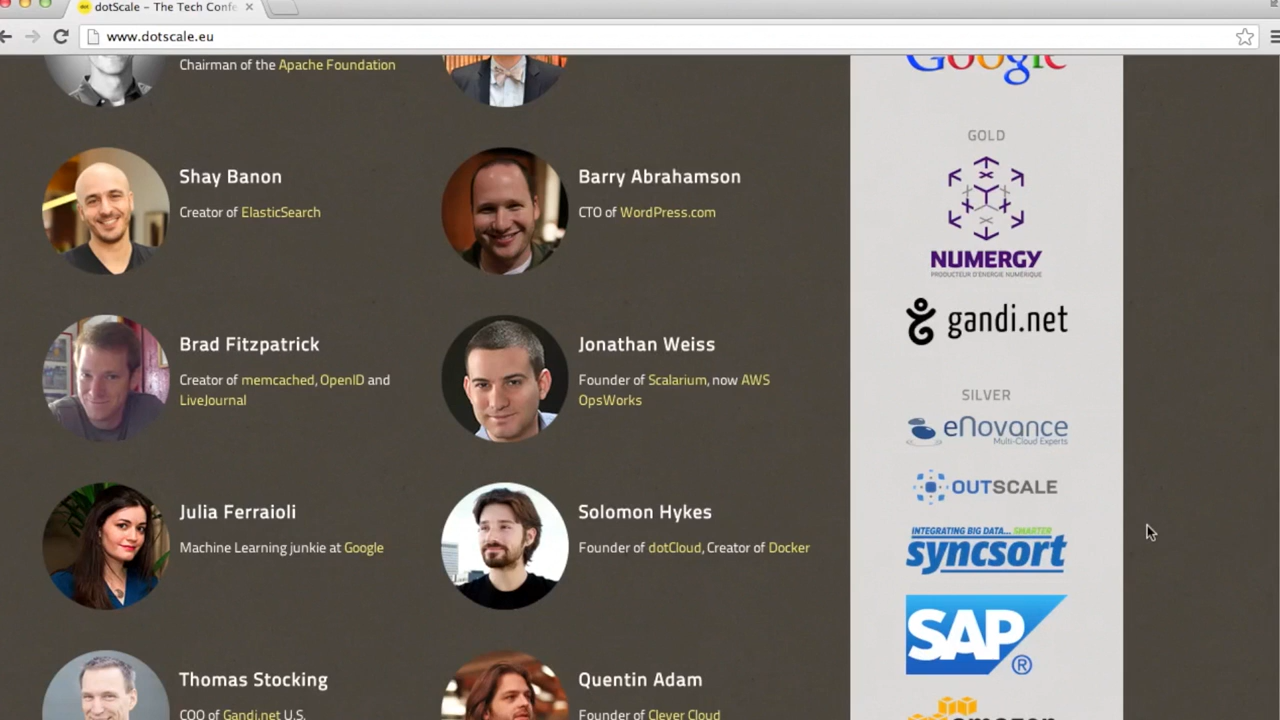 dotScale – The Tech Confe
www.dotscale.eu
Chairman of the Apache Foundation
Shay Banon
Creator of ElasticSearch
Barry Abrahamson
CTO of WordPress.com
Brad Fitzpatrick
Creator of memcached, OpenID and
LiveJournal
Jonathan Weiss
Founder of Scalarium, now AWS
OpsWorks
Julia Ferraioli
Machine Learning junkie at Google
Solomon Hykes
Founder of dotCloud, Creator of Docker
Thomas Stocking
COO of Gandi.net U.S.
Quentin Adam
Founder of Clever Cloud
Google
GOLD
NUMERGY
PRODUCTEUR D'ENERGIE NUMÉRIQUE
gandi.net
SILVER
eNovance
Multi-Cloud Experts
OUTSCALE
INTEGRATING BIG DATA... SMARTER
syncsort
SAP ®
amazon